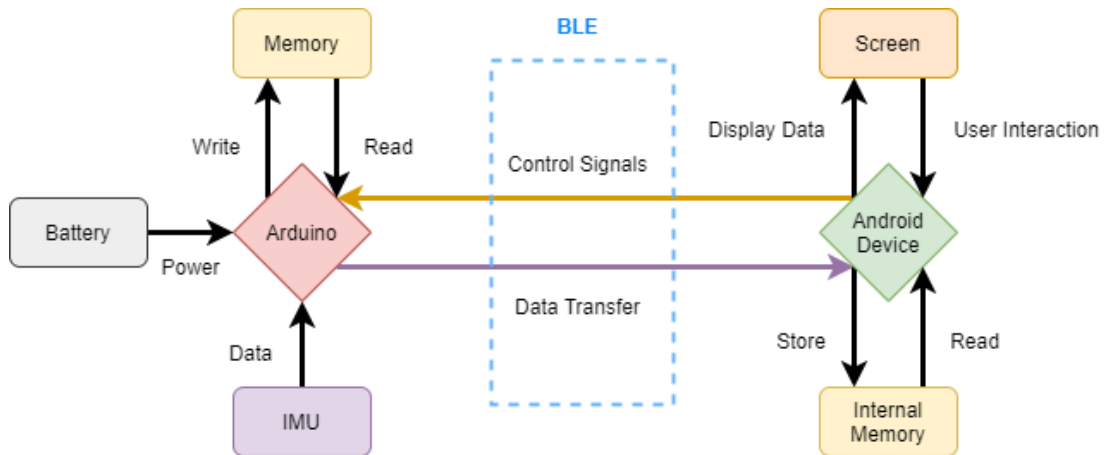 BLE
Memory
Screen
Write
Read
Display Data
User Interaction
Control Signals
Battery
Power
Arduino
Android
Device
Data Transfer
Data
Store
Read
IMU
Internal
Memory